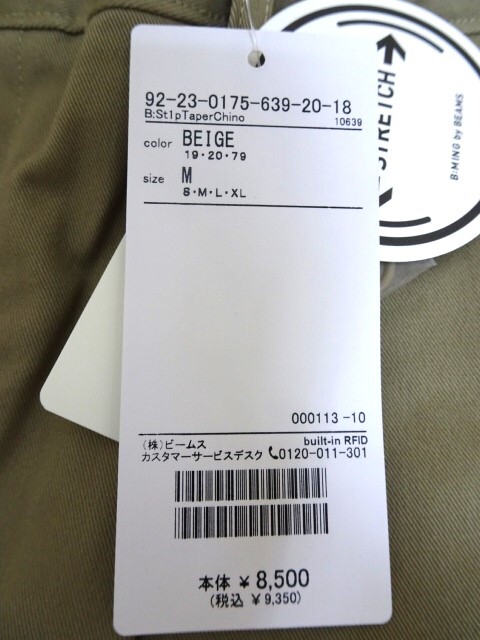 92-23-0175-639-20-18
B:St1pTaperChino 10639
color BEIGE
19・20・79
size M
S・M・L・XL
000113 -10
(株)ビームス built-in RFID
カスタマーサービスデスク 0120-011-301
本体 ¥ 8,500
(税込 ¥ 9,350)
STRETCH
B:MING by BEAMS